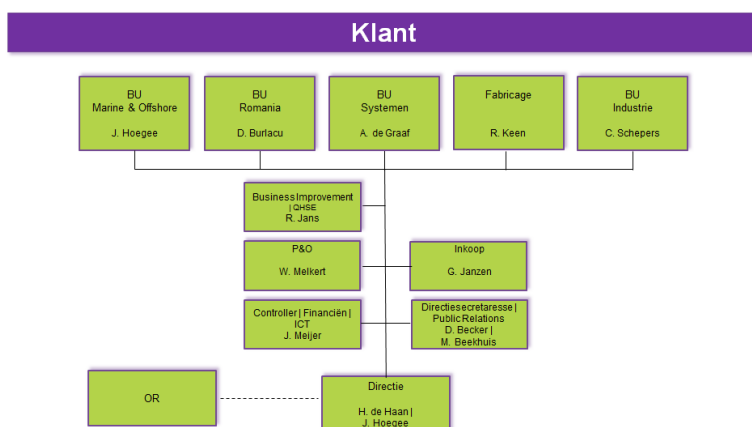 Klant
BU
Marine & Offshore
J. Hoegee
BU
Romania
D. Burlacu
BU
Systemen
A. de Graaf
Fabricage
R. Keen
BU
Industrie
C. Schepers
Business Improvement
| QHSE
R. Jans
P&O
W. Melkert
Inkoop
G. Janzen
Controller | Financiën |
ICT
J. Meijer
Directiesecretaresse |
Public Relations
D. Becker |
M. Beekhuis
OR
Directie
H. de Haan |
J. Hoegee